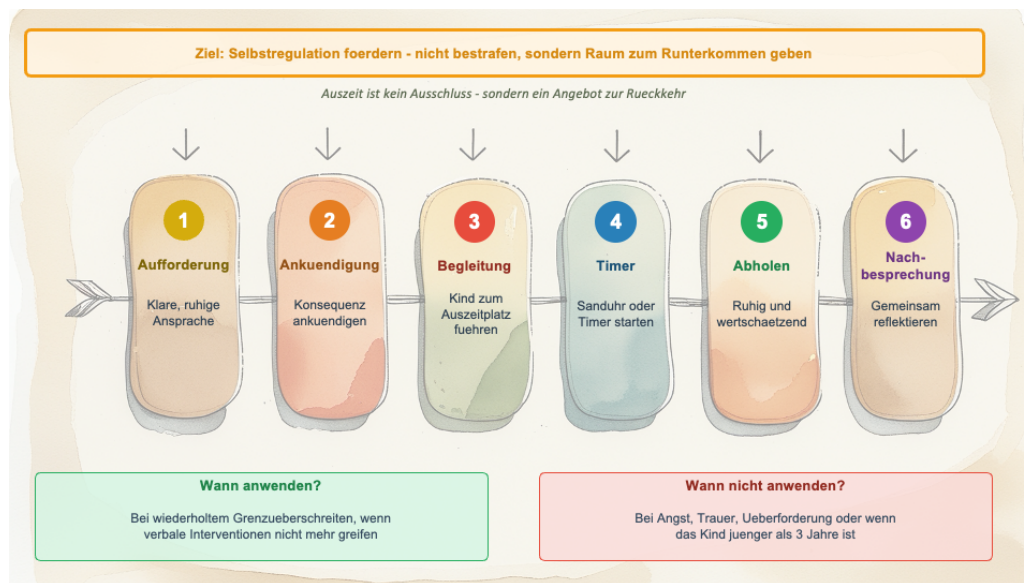 Ziel: Selbstregulation foerdern - nicht bestrafen, sondern Raum zum Runterkommen geben
Auszeit ist kein Ausschluss - sondern ein Angebot zur Rueckkehr
1
Aufforderung
Klare, ruhige
Ansprache
2
Ankuendigung
Konsequenz
ankuendigen
3
Begleitung
Kind zum
Auszeitplatz
fuehren
4
Timer
Sanduhr oder
Timer starten
5
Abholen
Ruhig und
wertschaetzend
6
Nach-
besprechung
Gemeinsam
reflektieren
Wann anwenden?
Bei wiederholtem Grenzueberschreiten, wenn
verbale Interventionen nicht mehr greifen
Wann nicht anwenden?
Bei Angst, Trauer, Ueberforderung oder wenn
das Kind juenger als 3 Jahre ist